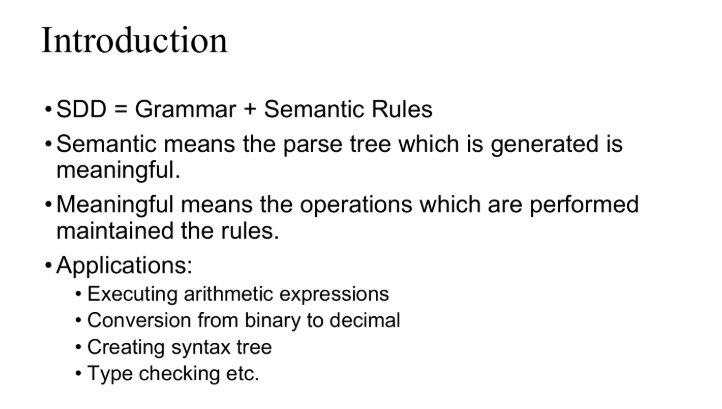 Introduction
• SDD = Grammar + Semantic Rules
• Semantic means the parse tree which is generated is
meaningful.
• Meaningful means the operations which are performed
maintained the rules.
• Applications:
• Executing arithmetic expressions
• Conversion from binary to decimal
• Creating syntax tree
• Type checking etc.